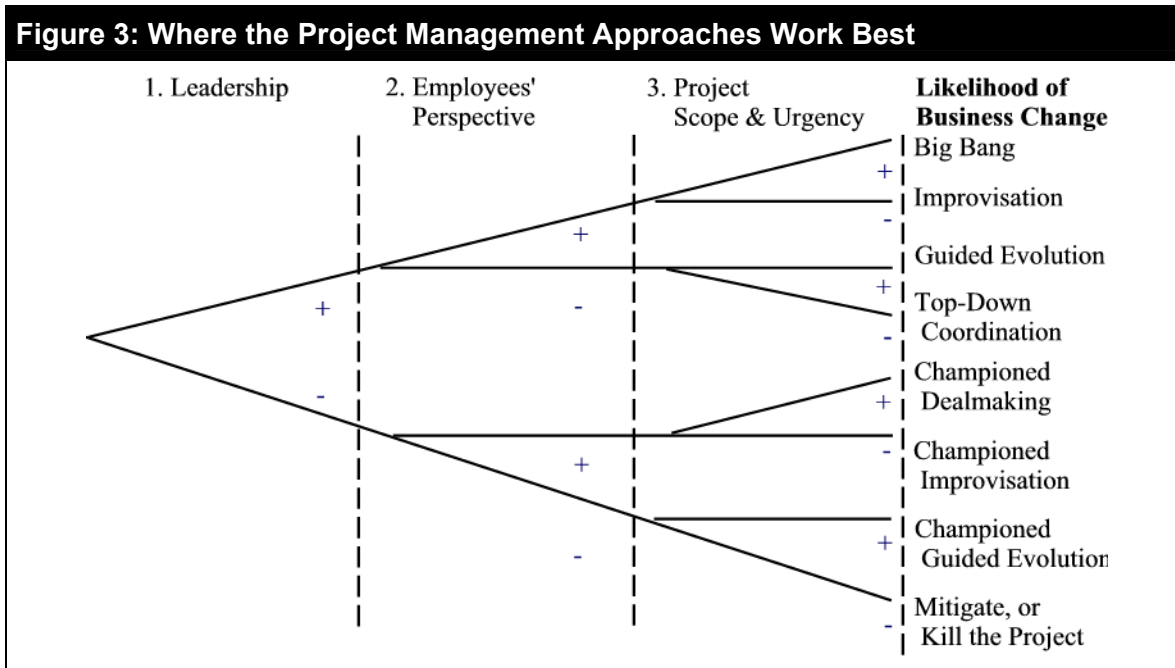 Figure 3: Where the Project Management Approaches Work Best
1. Leadership
2. Employees'
Perspective
3. Project
Scope & Urgency
Likelihood of
Business Change
Big Bang
+
Improvisation
-
+
Guided Evolution
+
+
-
Top-Down
Coordination
-
Championed
Dealmaking
-
+
Championed
Improvisation
-
+
Championed
Guided Evolution
+
-
Mitigate, or
Kill the Project
-